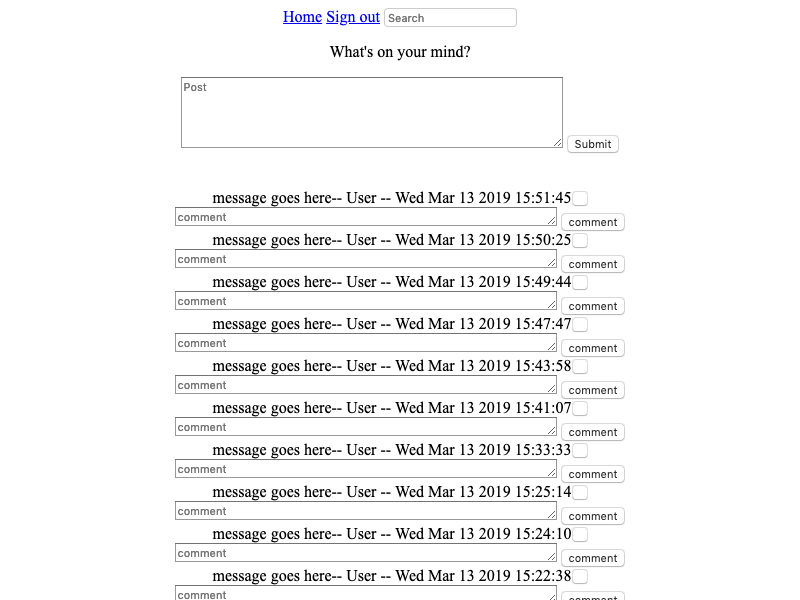 Home Sign out Search
What's on your mind?
Post
Submit
message goes here-- User -- Wed Mar 13 2019 15:51:45
comment comment
message goes here-- User -- Wed Mar 13 2019 15:50:25
comment comment
message goes here-- User -- Wed Mar 13 2019 15:49:44
comment comment
message goes here-- User -- Wed Mar 13 2019 15:47:47
comment comment
message goes here-- User -- Wed Mar 13 2019 15:43:58
comment comment
message goes here-- User -- Wed Mar 13 2019 15:41:07
comment comment
message goes here-- User -- Wed Mar 13 2019 15:33:33
comment comment
message goes here-- User -- Wed Mar 13 2019 15:25:14
comment comment
message goes here-- User -- Wed Mar 13 2019 15:24:10
comment comment
message goes here-- User -- Wed Mar 13 2019 15:22:38
comment comment